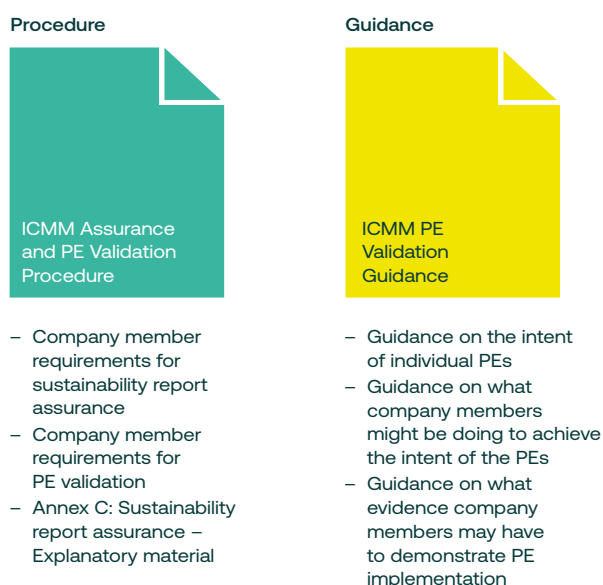 Procedure
ICMM Assurance
and PE Validation
Procedure
– Company member
requirements for
sustainability report
assurance
– Company member
requirements for
PE validation
– Annex C: Sustainability
report assurance –
Explanatory material
Guidance
ICMM PE
Validation
Guidance
– Guidance on the intent
of individual PEs
– Guidance on what
company members
might be doing to achieve
the intent of the PEs
– Guidance on what
evidence company
members may have
to demonstrate PE
implementation